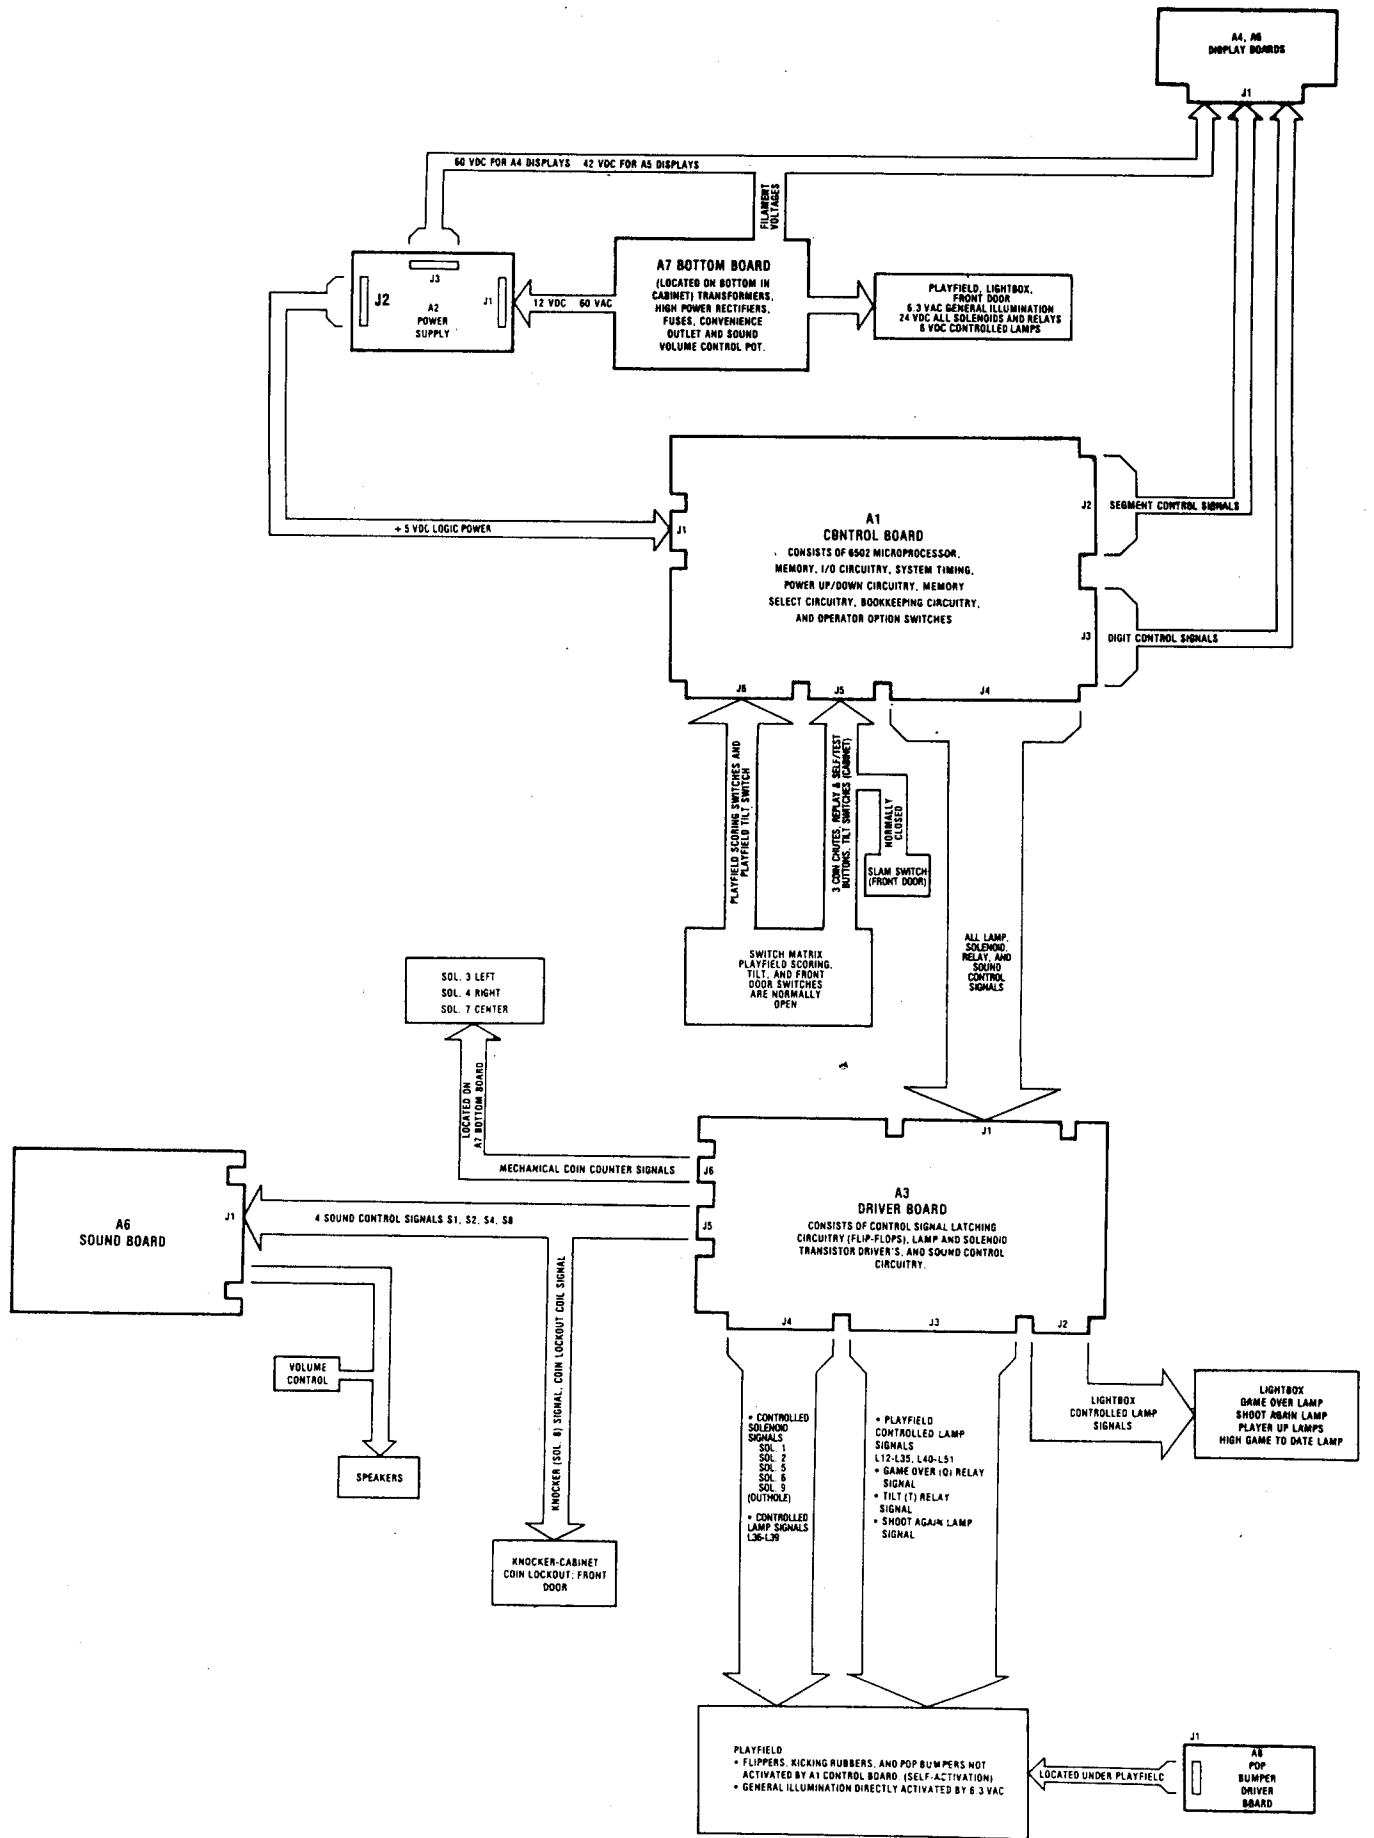 A4, A6
DISPLAY BOARDS
J1
60 VDC FOR A4 DISPLAYS 42 VDC FOR A5 DISPLAYS
FILAMENT
VOLTAGES
J3
J2
J1
A2
POWER
SUPPLY
12 VDC 60 VAC
A7 BOTTOM BOARD
(LOCATED ON BOTTOM IN
CABINET) TRANSFORMERS,
HIGH POWER RECTIFIERS,
FUSES, CONVENIENCE
OUTLET AND SOUND
VOLUME CONTROL POT.
PLAYFIELD, LIGHTBOX,
FRONT DOOR
6.3 VAC GENERAL ILLUMINATION
24 VDC ALL SOLENOIDS AND RELAYS
6 VDC CONTROLLED LAMPS
+ 5 VDC LOGIC POWER
J1
A1
CONTROL BOARD
CONSISTS OF 6502 MICROPROCESSOR,
MEMORY, I/O CIRCUITRY, SYSTEM TIMING,
POWER UP/DOWN CIRCUITRY, MEMORY
SELECT CIRCUITRY, BOOKKEEPING CIRCUITRY,
AND OPERATOR OPTION SWITCHES
J2
SEGMENT CONTROL SIGNALS
J3
DIGIT CONTROL SIGNALS
J6
J5
J4
PLAYFIELD SCORING SWITCHES AND
PLAYFIELD TILT SWITCH
3 COIN CHUTES, REPLAY & SELF/TEST
BUTTONS, TILT SWITCHES (CABINET)
NORMALLY
CLOSED
SLAM SWITCH
(FRONT DOOR)
SWITCH MATRIX
PLAYFIELD SCORING,
TILT, AND FRONT
DOOR SWITCHES
ARE NORMALLY
OPEN
ALL LAMP,
SOLENOID,
RELAY, AND
SOUND
CONTROL
SIGNALS
SOL. 3 LEFT
SOL. 4 RIGHT
SOL. 7 CENTER
LOCATED ON
A7 BOTTOM BOARD
MECHANICAL COIN COUNTER SIGNALS
J6
J1
A3
DRIVER BOARD
CONSISTS OF CONTROL SIGNAL LATCHING
CIRCUITRY (FLIP-FLOPS), LAMP AND SOLENOID
TRANSISTOR DRIVER'S, AND SOUND CONTROL
CIRCUITRY.
J5
4 SOUND CONTROL SIGNALS S1, S2, S4, S8
J1
A6
SOUND BOARD
KNOCKER (SOL. 8) SIGNAL, COIN LOCKOUT COIL SIGNAL
VOLUME
CONTROL
SPEAKERS
KNOCKER-CABINET
COIN LOCKOUT: FRONT
DOOR
J4
J3
J2
• CONTROLLED
SOLENOID
SIGNALS
SOL. 1
SOL. 2
SOL. 5
SOL. 6
SOL. 9
(OUTHOLE)
• CONTROLLED
LAMP SIGNALS
L36-L39
• PLAYFIELD
CONTROLLED LAMP
SIGNALS
L12-L35, L40-L51
• GAME OVER (Q) RELAY
SIGNAL
• TILT (T) RELAY
SIGNAL
• SHOOT AGAIN LAMP
SIGNAL
LIGHTBOX
CONTROLLED LAMP
SIGNALS
LIGHTBOX
GAME OVER LAMP
SHOOT AGAIN LAMP
PLAYER UP LAMPS
HIGH GAME TO DATE LAMP
PLAYFIELD
• FLIPPERS, KICKING RUBBERS, AND POP BUMPERS NOT
ACTIVATED BY A1 CONTROL BOARD. (SELF-ACTIVATION)
• GENERAL ILLUMINATION DIRECTLY ACTIVATED BY 6.3 VAC
LOCATED UNDER PLAYFIELD
J1
A8
POP
BUMPER
DRIVER
BOARD